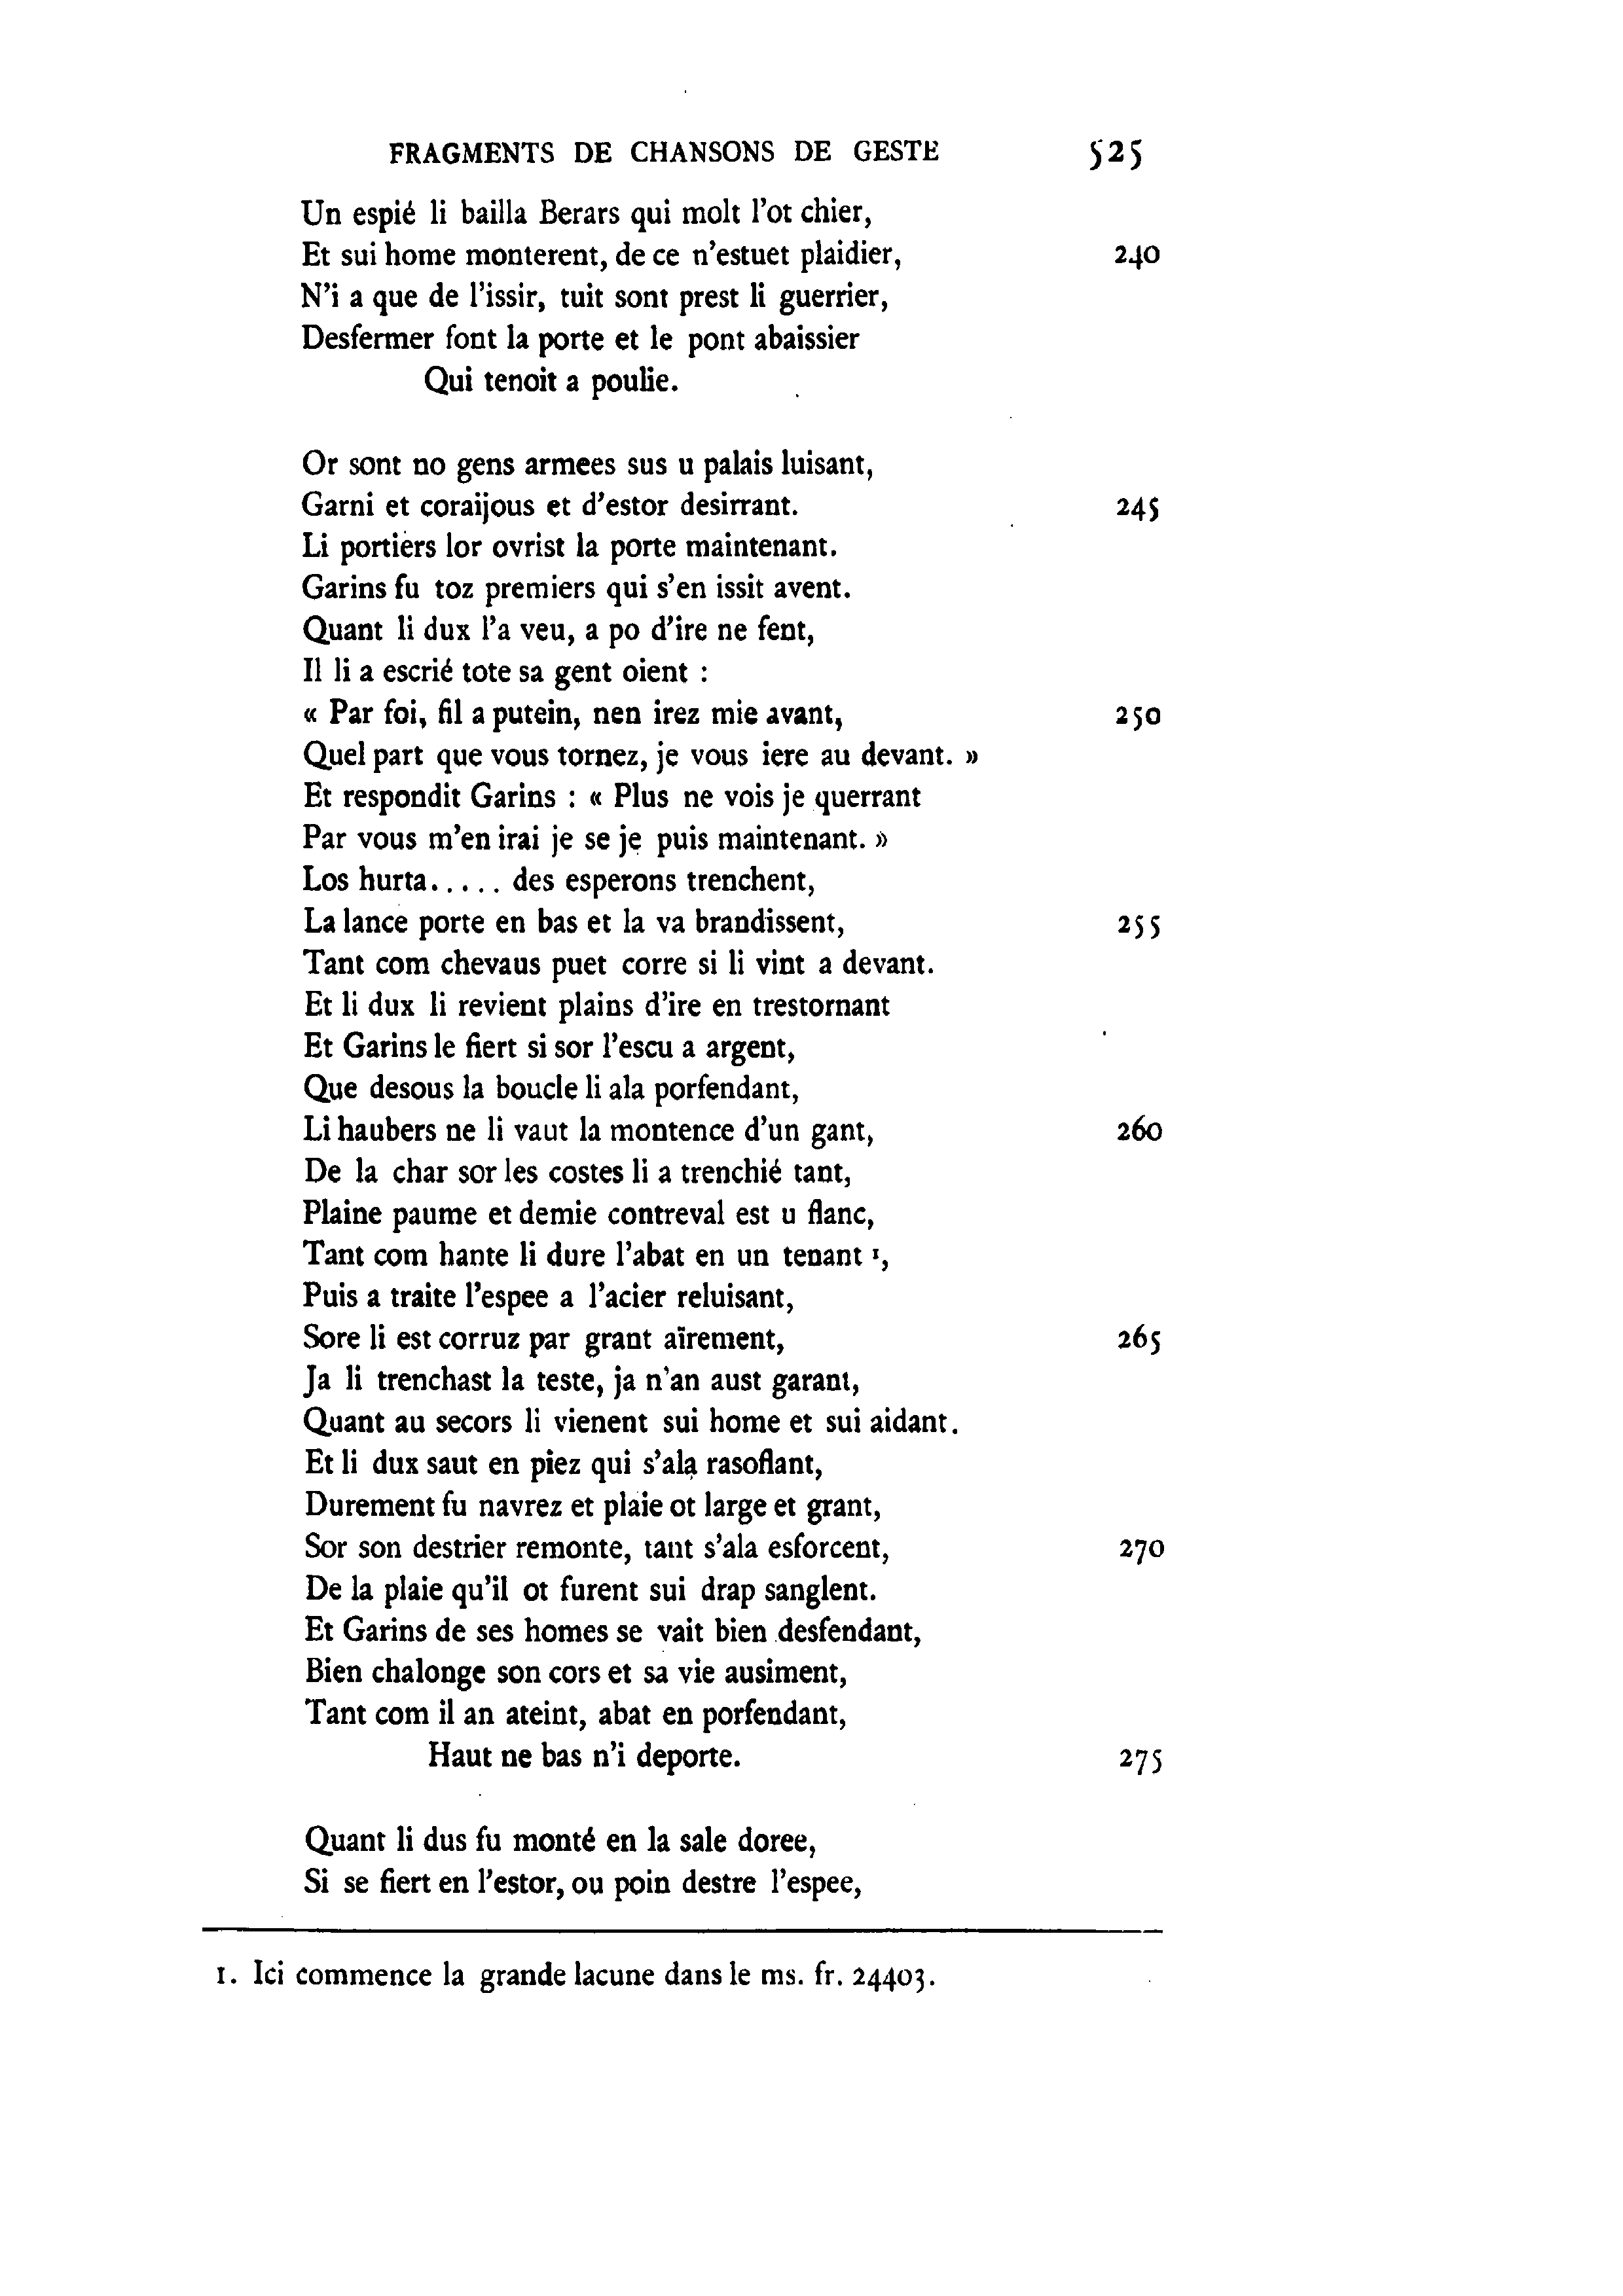 FRAGMENTS DE CHANSONS DE GESTE 525
Un espié li bailla Berars qui molt l'ot chier,
Et sui home monterent, de ce n'estuet plaidier, 240
N'i a que de l'issir, tuit sont prest li guerrier,
Desfermer font la porte et le pont abaissier
Qui tenoit a poulie.
Or sont no gens armees sus u palais luisant,
Garni et coraijous et d'estor desirrant. 245
Li portiers lor ovrist la porte maintenant.
Garins fu toz premiers qui s'en issit avent.
Quant li dux l'a veu, a po d'ire ne fent,
Il li a escrié tote sa gent oient :
« Par foi, fil a putein, nen irez mie avant, 250
Quel part que vous tornez, je vous iere au devant. »
Et respondit Garins : « Plus ne vois je querrant
Par vous m'en irai je se je puis maintenant. »
Los hurta..... des esperons trenchent,
La lance porte en bas et la va brandissent, 255
Tant com chevaus puet corre si li vint a devant.
Et li dux li revient plains d'ire en trestornant
Et Garins le fiert si sor l'escu a argent,
Que desous la boucle li ala porfendant,
Li haubers ne li vaut la montence d'un gant, 260
De la char sor les costes li a trenchié tant,
Plaine paume et demie contreval est u flanc,
Tant com hante li dure l'abat en un tenant 1,
Puis a traite l'espee a l'acier reluisant,
Sore li est corruz par grant aïrement, 265
Ja li trenchast la teste, ja n'an aust garant,
Quant au secors li vienent sui home et sui aidant.
Et li dux saut en piez qui s'ala rasoflant,
Durement fu navrez et plaie ot large et grant,
Sor son destrier remonte, tant s'ala esforcent, 270
De la plaie qu'il ot furent sui drap sanglent.
Et Garins de ses homes se vait bien desfendant,
Bien chalonge son cors et sa vie ausiment,
Tant com il an ateint, abat en porfendant,
Haut ne bas n'i deporte. 275
Quant li dus fu monté en la sale doree,
Si se fiert en l'estor, ou poin destre l'espee,
1. Ici commence la grande lacune dans le ms. fr. 24403.